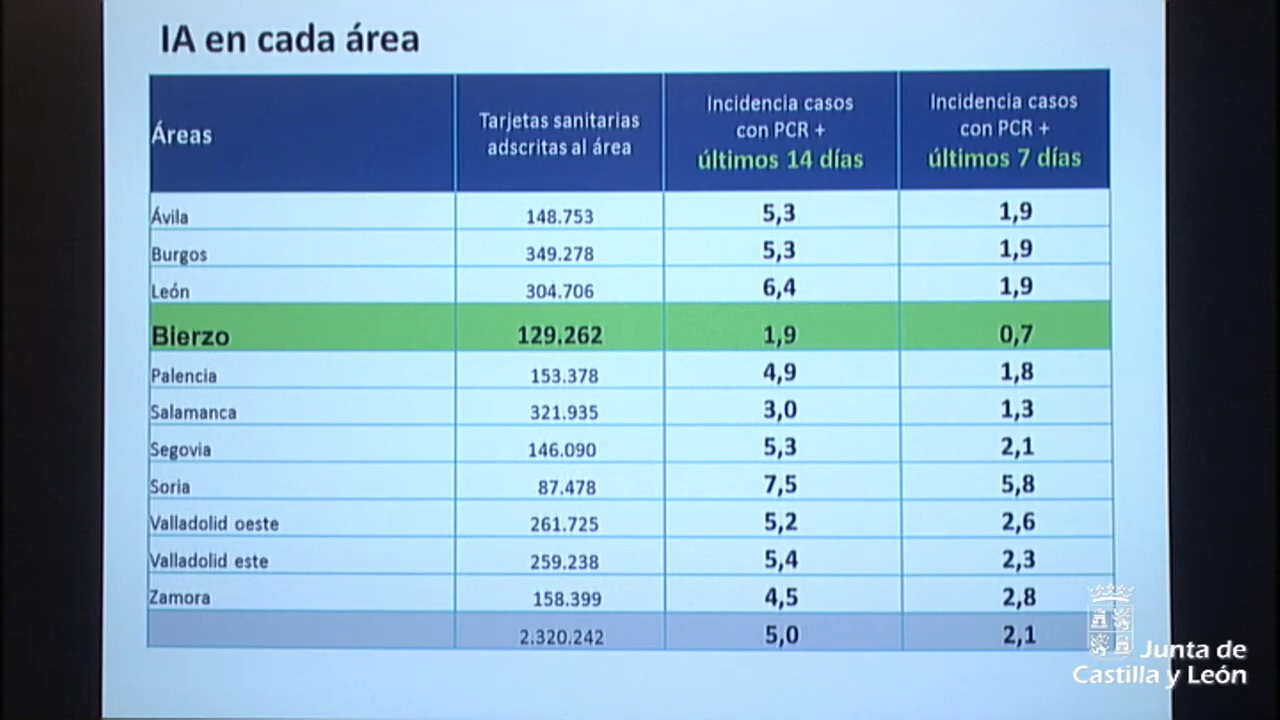 IA en cada área
Áreas
Tarjetas sanitarias
adscritas al área
Incidencia casos
con PCR +
últimos 14 días
Incidencia casos
con PCR +
últimos 7 días
Ávila 148.753 5,3 1,9
Burgos 349.278 5,3 1,9
León 304.706 6,4 1,9
Bierzo 129.262 1,9 0,7
Palencia 153.378 4,9 1,8
Salamanca 321.935 3,0 1,3
Segovia 146.090 5,3 2,1
Soria 87.478 7,5 5,8
Valladolid oeste 261.725 5,2 2,6
Valladolid este 259.238 5,4 2,3
Zamora 158.399 4,5 2,8
2.320.242 5,0 2,1
Junta de
Castilla y León